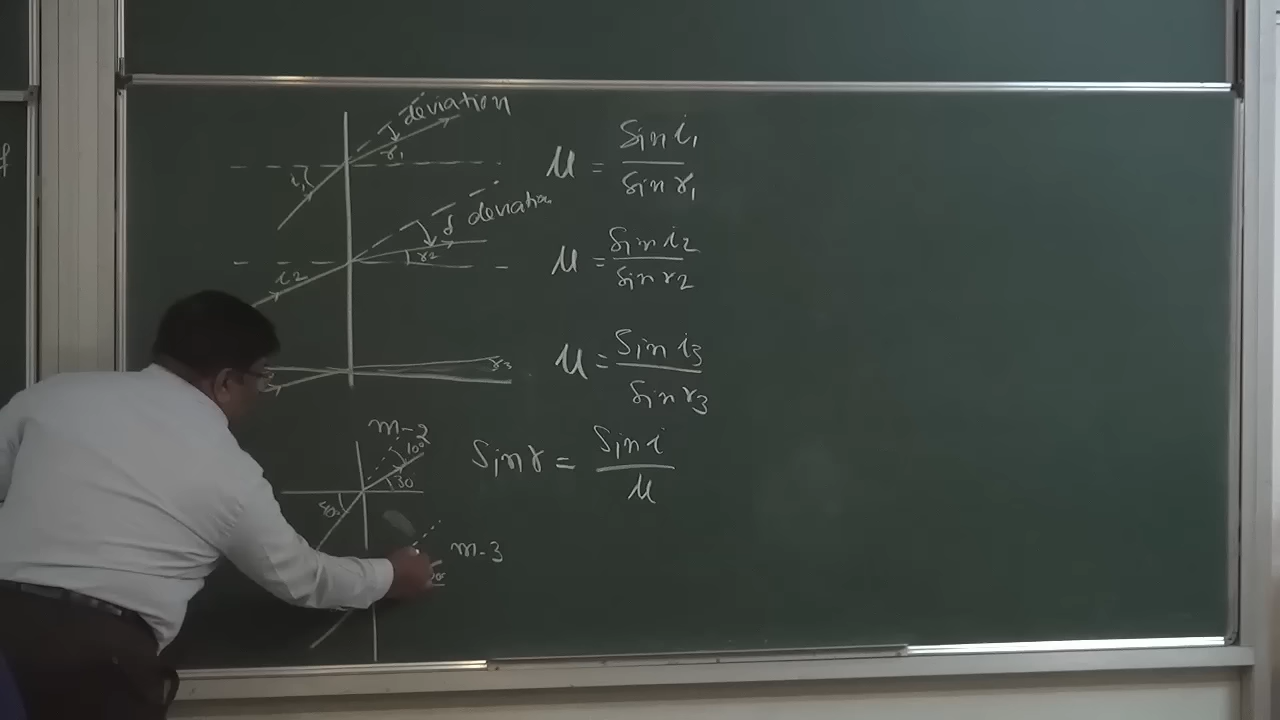 deviation
δ
r₁
i₁
μ = Sin i₁ / Sin r₁
δ deviation
r₂
i₂
μ = Sin i₂ / Sin r₂
r₃
μ = Sin i₃ / Sin r₃
m-2
10°
30
Sin r = Sin i / μ
m-3